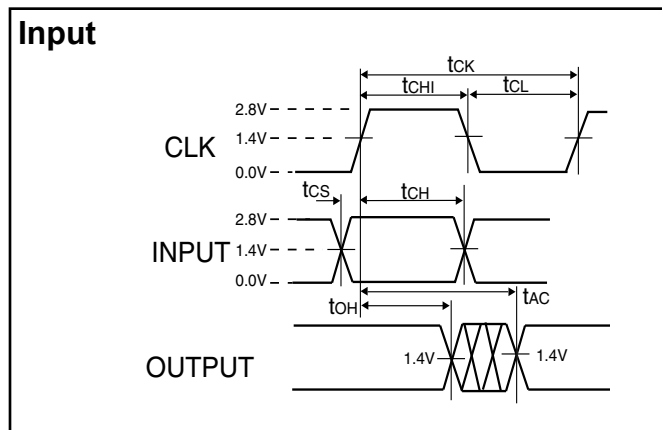 Input
tCK
tCHI
tCL
2.8V
CLK
1.4V
0.0V
tCS
tCH
2.8V
INPUT
1.4V
0.0V
tAC
tOH
OUTPUT
1.4V
1.4V